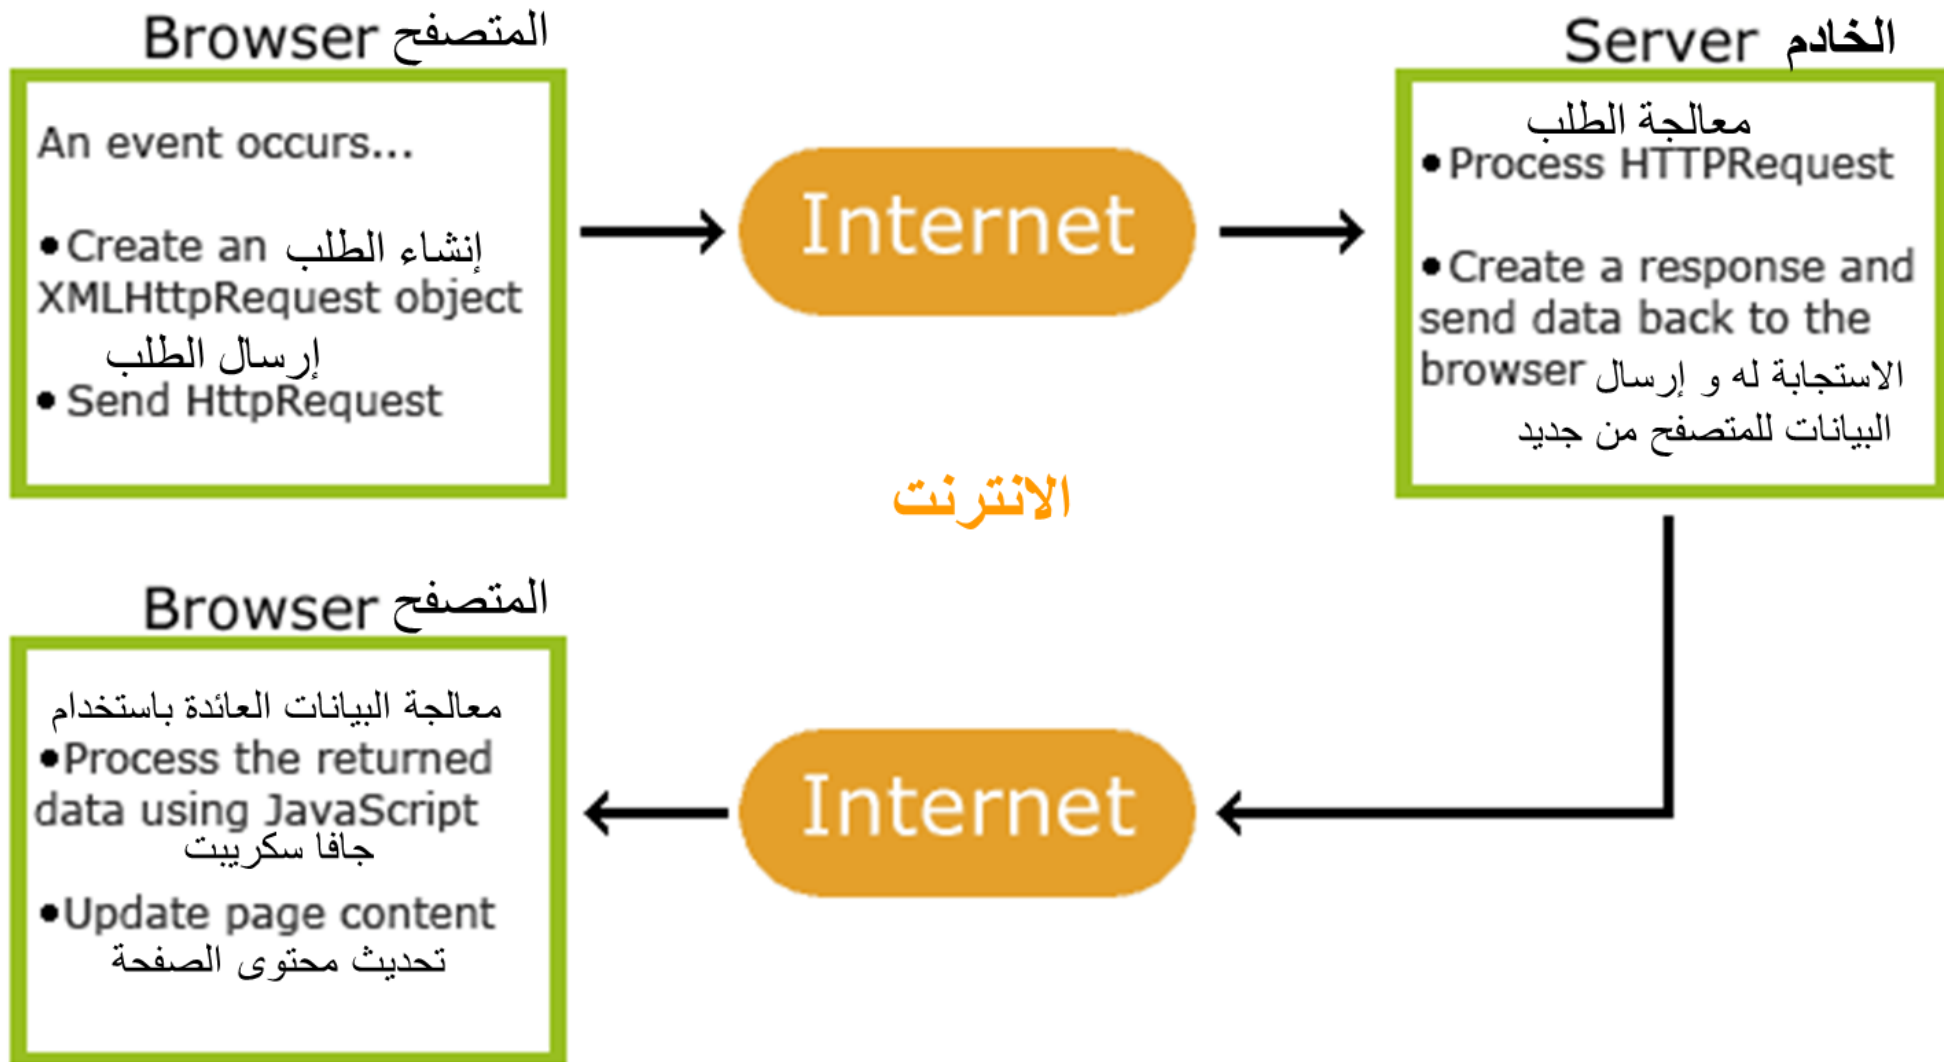 Browser المتصفح
An event occurs...
•Create an إنشاء الطلب
XMLHttpRequest object
إرسال الطلب
• Send HttpRequest
Internet
Server الخادم
معالجة الطلب
•Process HTTPRequest
•Create a response and
send data back to the
browser الاستجابة له و إرسال
البيانات للمتصفح من جديد
الانترنت
Browser المتصفح
معالجة البيانات العائدة باستخدام
•Process the returned
data using JavaScript
جافا سكريبت
•Update page content
تحديث محتوى الصفحة
Internet